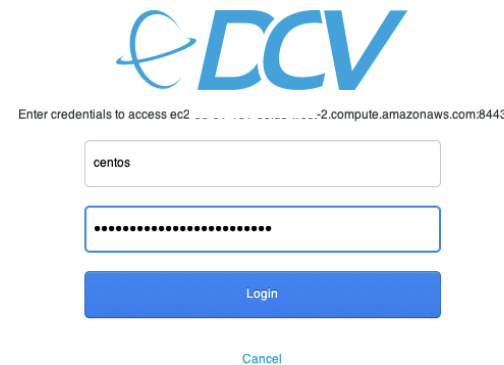 DCV
Enter credentials to access ec2 -2.compute.amazonaws.com:8443
centos
•••••••••••••••••••••••••
Login
Cancel